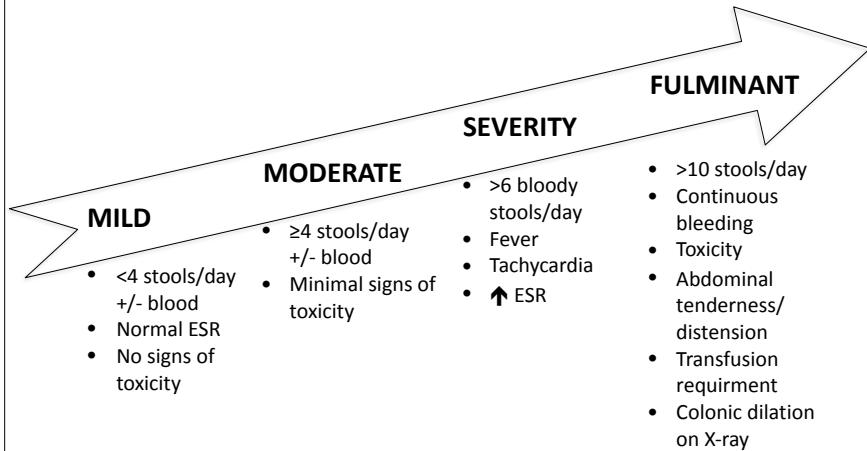 MILD
• <4 stools/day
+/- blood
• Normal ESR
• No signs of
toxicity
MODERATE
• ≥4 stools/day
+/- blood
• Minimal signs of
toxicity
SEVERITY
• >6 bloody
stools/day
• Fever
• Tachycardia
• ↑ ESR
FULMINANT
• >10 stools/day
• Continuous
bleeding
• Toxicity
• Abdominal
tenderness/
distension
• Transfusion
requirment
• Colonic dilation
on X-ray